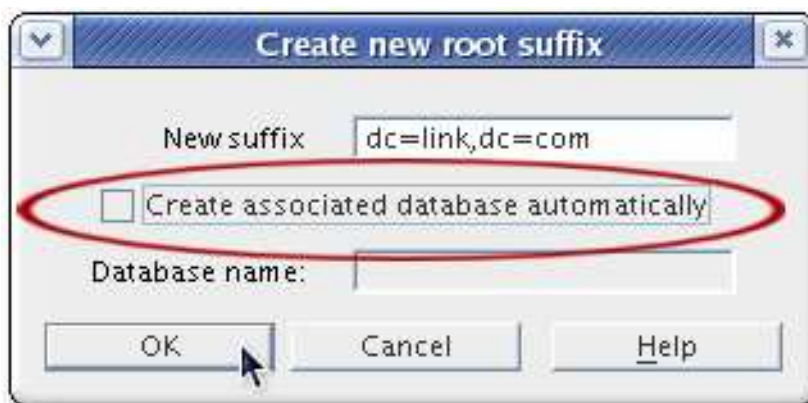 Create new root suffix
New suffix dc=link,dc=com
Create associated database automatically
Database name:
OK Cancel Help